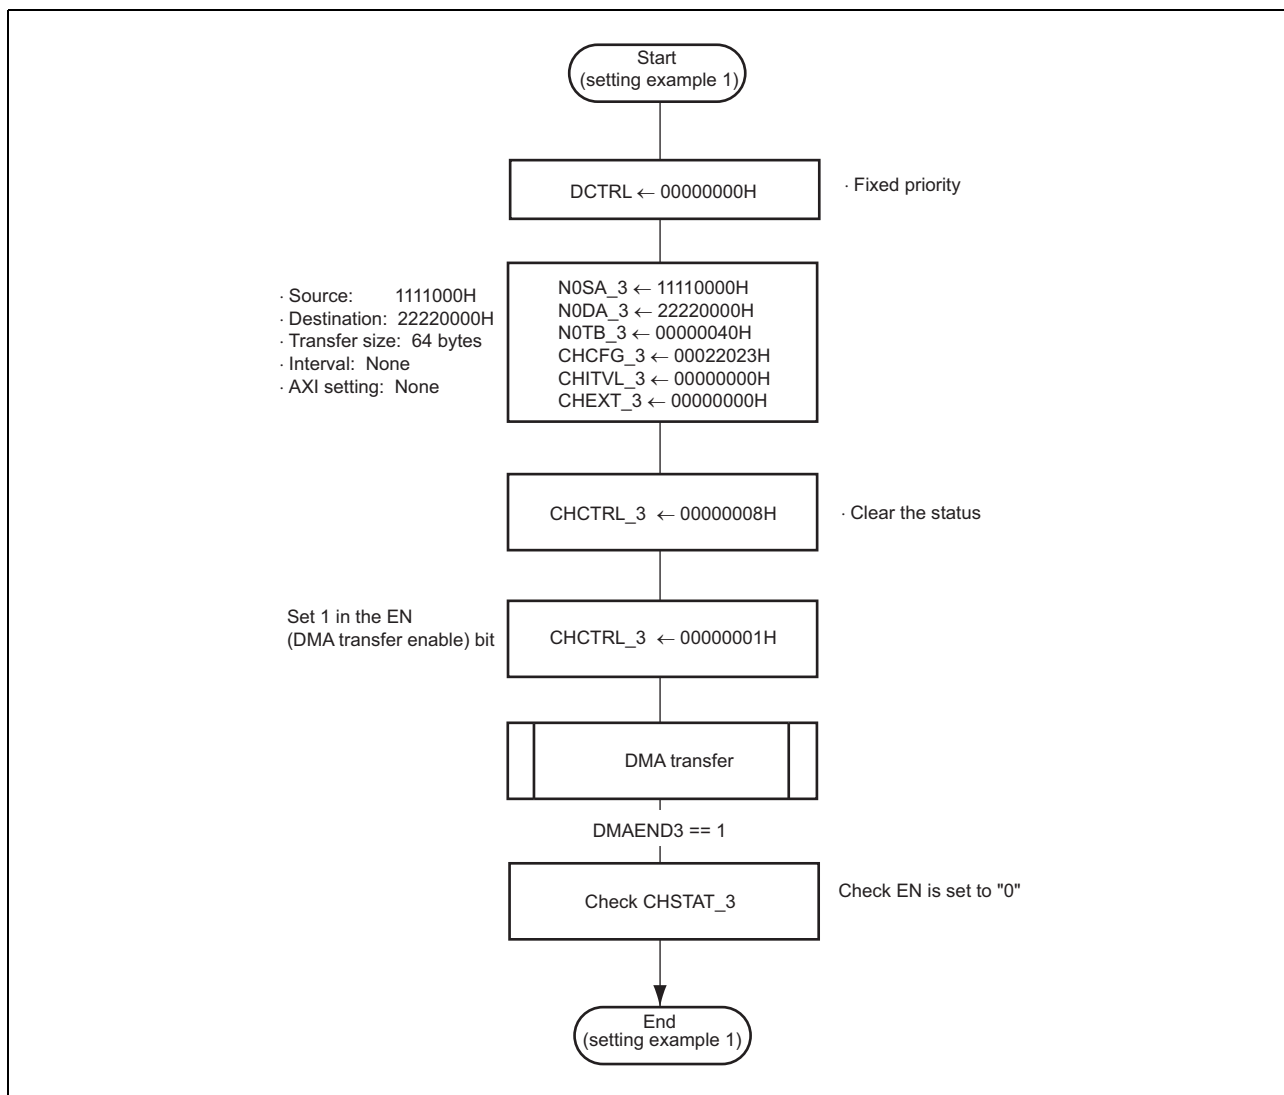 Start
(setting example 1)
DCTRL ← 00000000H
· Fixed priority
· Source: 1111000H
· Destination: 22220000H
· Transfer size: 64 bytes
· Interval: None
· AXI setting: None
N0SA_3 ← 11110000H
N0DA_3 ← 22220000H
N0TB_3 ← 00000040H
CHCFG_3 ← 00022023H
CHITVL_3 ← 00000000H
CHEXT_3 ← 00000000H
CHCTRL_3 ← 00000008H
· Clear the status
Set 1 in the EN
(DMA transfer enable) bit
CHCTRL_3 ← 00000001H
DMA transfer
DMAEND3 == 1
Check CHSTAT_3
Check EN is set to "0"
End
(setting example 1)